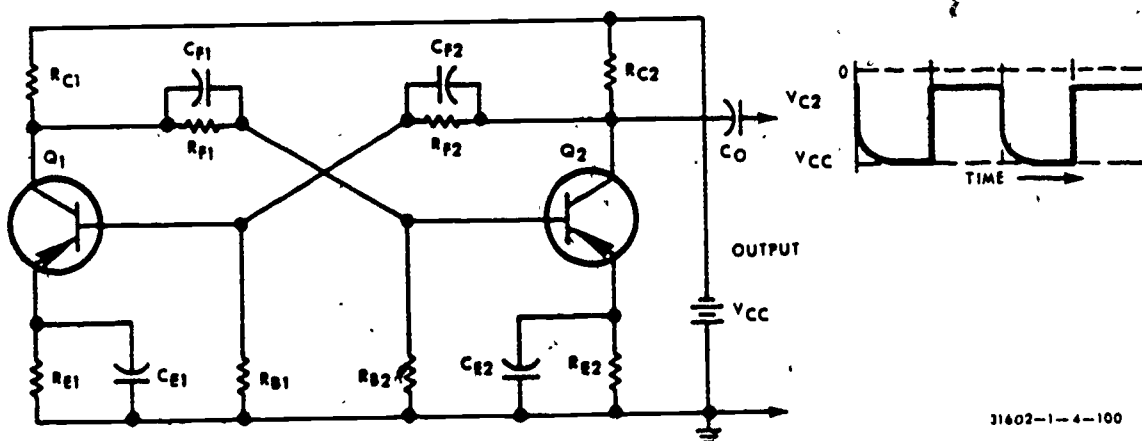 CF1
CF2
RC1
RC2
0
VC2
RF1
RF2
CO
VCC
Q1
Q2
TIME
OUTPUT
VCC
RE1
CE1
RB1
RB2
CE2
RE2
31602-1-4-100